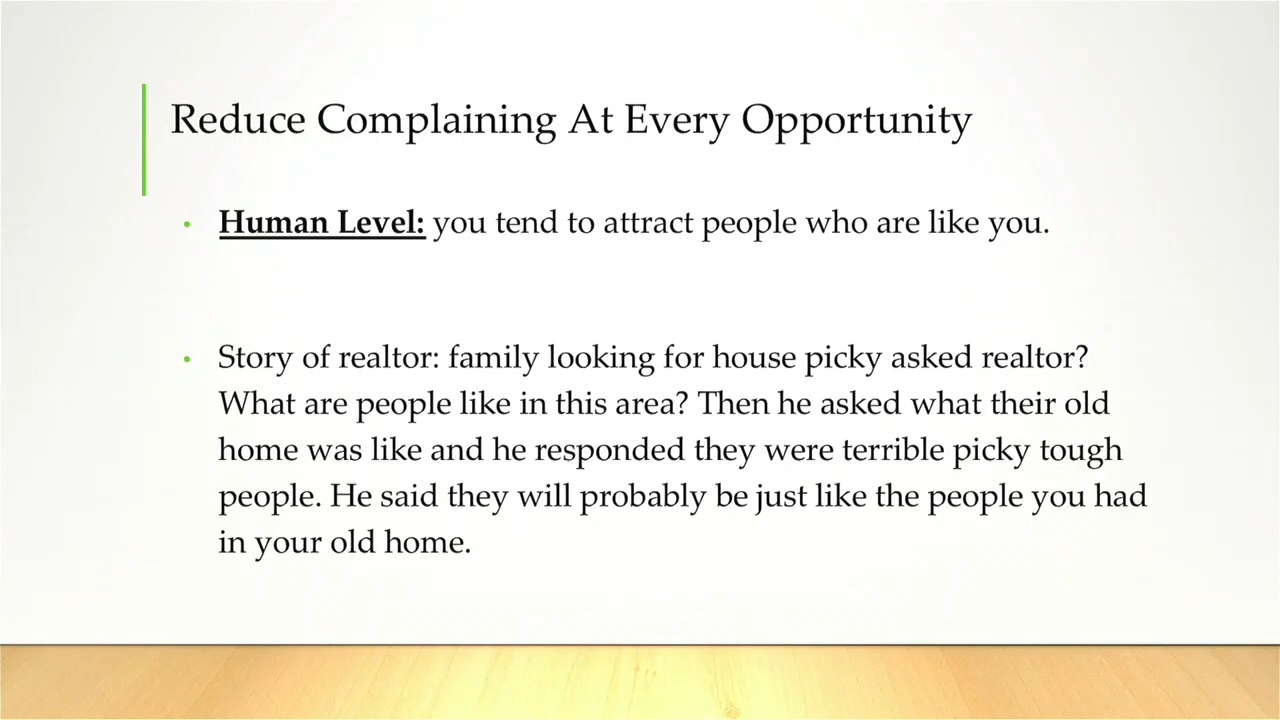 Reduce Complaining At Every Opportunity
• Human Level: you tend to attract people who are like you.
• Story of realtor: family looking for house picky asked realtor?
What are people like in this area? Then he asked what their old
home was like and he responded they were terrible picky tough
people. He said they will probably be just like the people you had
in your old home.